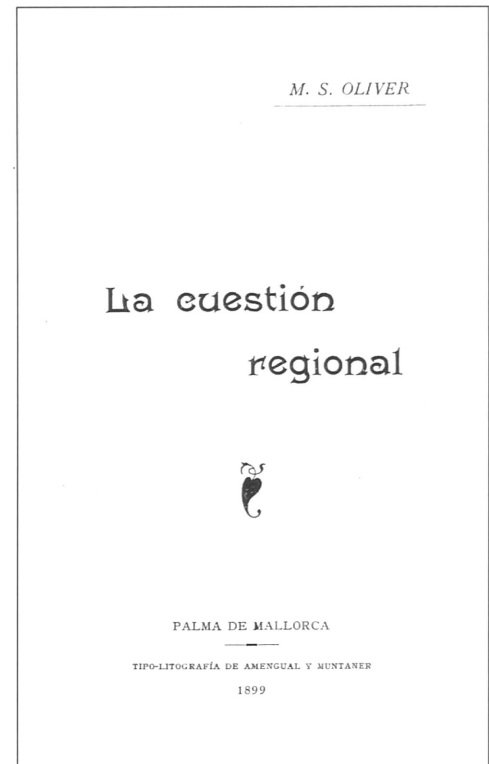 M. S. OLIVER
La cuestión
regional
PALMA DE MALLORCA
TIPO-LITOGRAFÍA DE AMENGUAL Y MUNTANER
1899